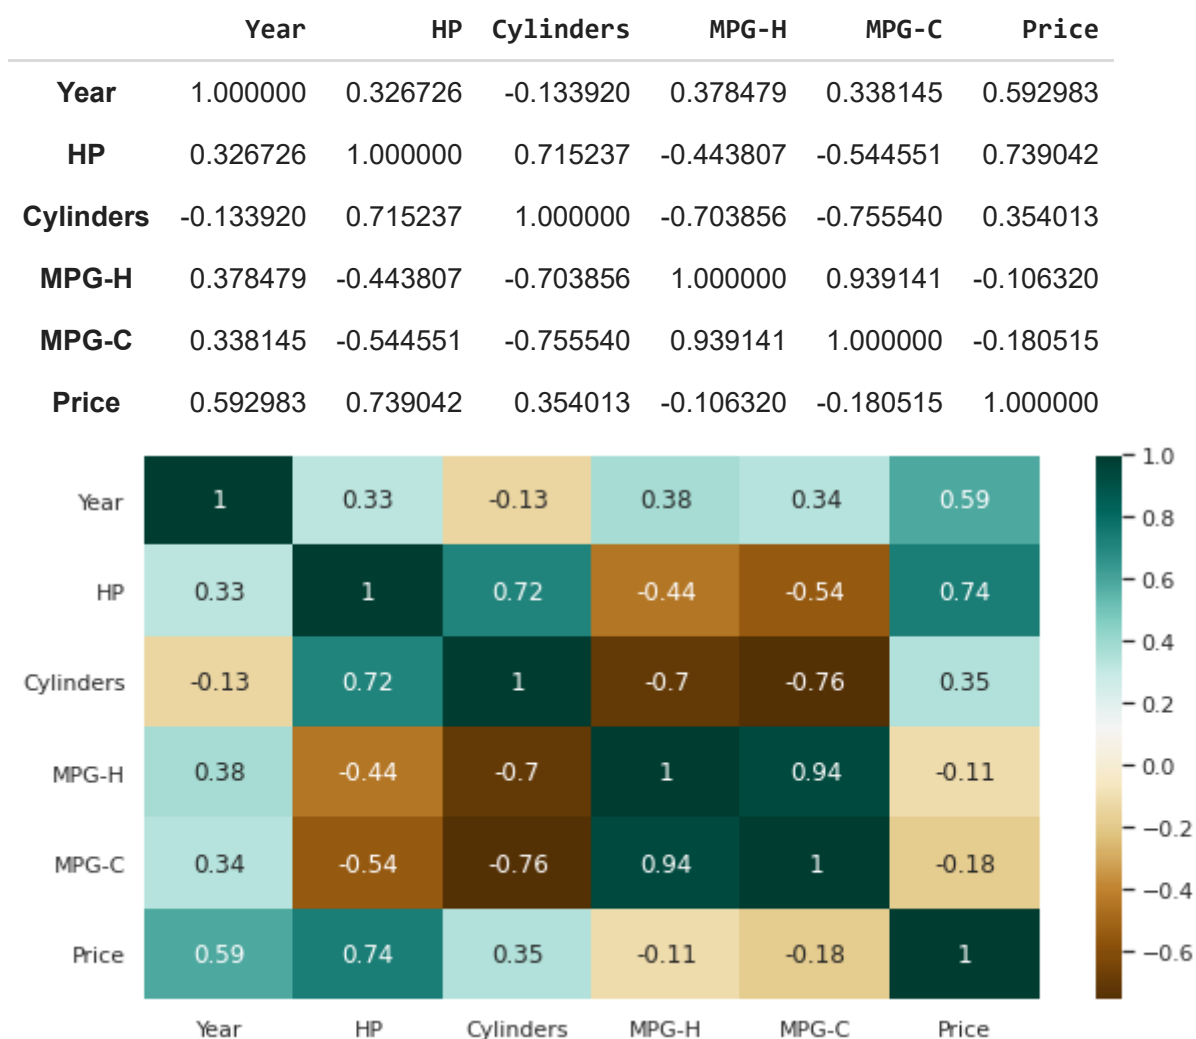 Year HP Cylinders MPG-H MPG-C Price
Year 1.000000 0.326726 -0.133920 0.378479 0.338145 0.592983
HP 0.326726 1.000000 0.715237 -0.443807 -0.544551 0.739042
Cylinders -0.133920 0.715237 1.000000 -0.703856 -0.755540 0.354013
MPG-H 0.378479 -0.443807 -0.703856 1.000000 0.939141 -0.106320
MPG-C 0.338145 -0.544551 -0.755540 0.939141 1.000000 -0.180515
Price 0.592983 0.739042 0.354013 -0.106320 -0.180515 1.000000
Year 1 0.33 -0.13 0.38 0.34 0.59
HP 0.33 1 0.72 -0.44 -0.54 0.74
Cylinders -0.13 0.72 1 -0.7 -0.76 0.35
MPG-H 0.38 -0.44 -0.7 1 0.94 -0.11
MPG-C 0.34 -0.54 -0.76 0.94 1 -0.18
Price 0.59 0.74 0.35 -0.11 -0.18 1
Year HP Cylinders MPG-H MPG-C Price
1.0
0.8
0.6
0.4
0.2
0.0
−0.2
−0.4
−0.6